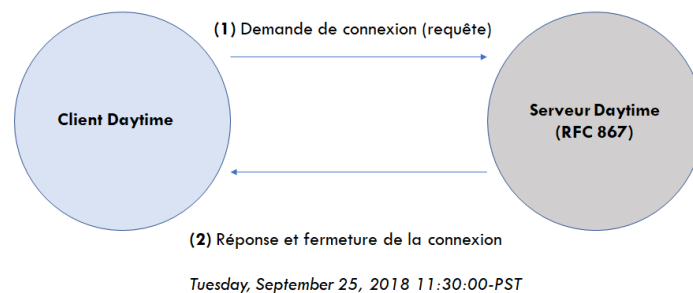 (1) Demande de connexion (requête)
Client Daytime
Serveur Daytime
(RFC 867)
(2) Réponse et fermeture de la connexion
Tuesday, September 25, 2018 11:30:00-PST